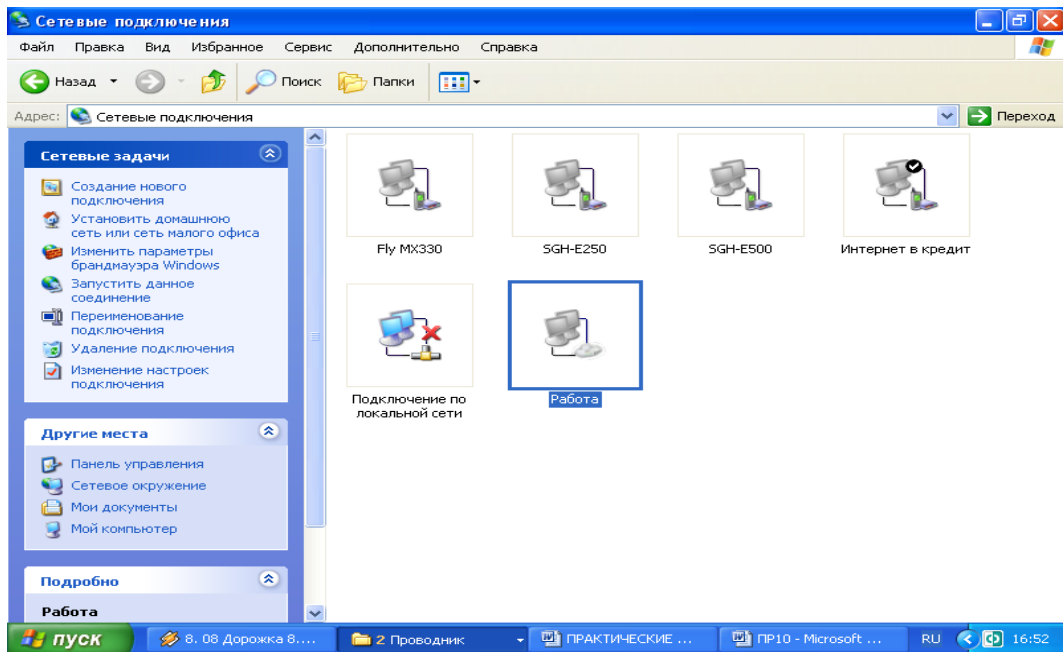 Сетевые подключения
Файл Правка Вид Избранное Сервис Дополнительно Справка
Назад Поиск Папки
Адрес: Сетевые подключения Переход
Сетевые задачи
Создание нового
подключения
Установить домашнюю
сеть или сеть малого офиса
Изменить параметры
брандмауэра Windows
Запустить данное
соединение
Переименование
подключения
Удаление подключения
Изменение настроек
подключения
Другие места
Панель управления
Сетевое окружение
Мои документы
Мой компьютер
Подробно
Работа
Fly MX330
SGH-E250
SGH-E500
Интернет в кредит
Подключение по
локальной сети
Работа
пуск 8. 08 Дорожка 8.... 2 Проводник ПРАКТИЧЕСКИЕ ... ПР10 - Microsoft ... RU 16:52